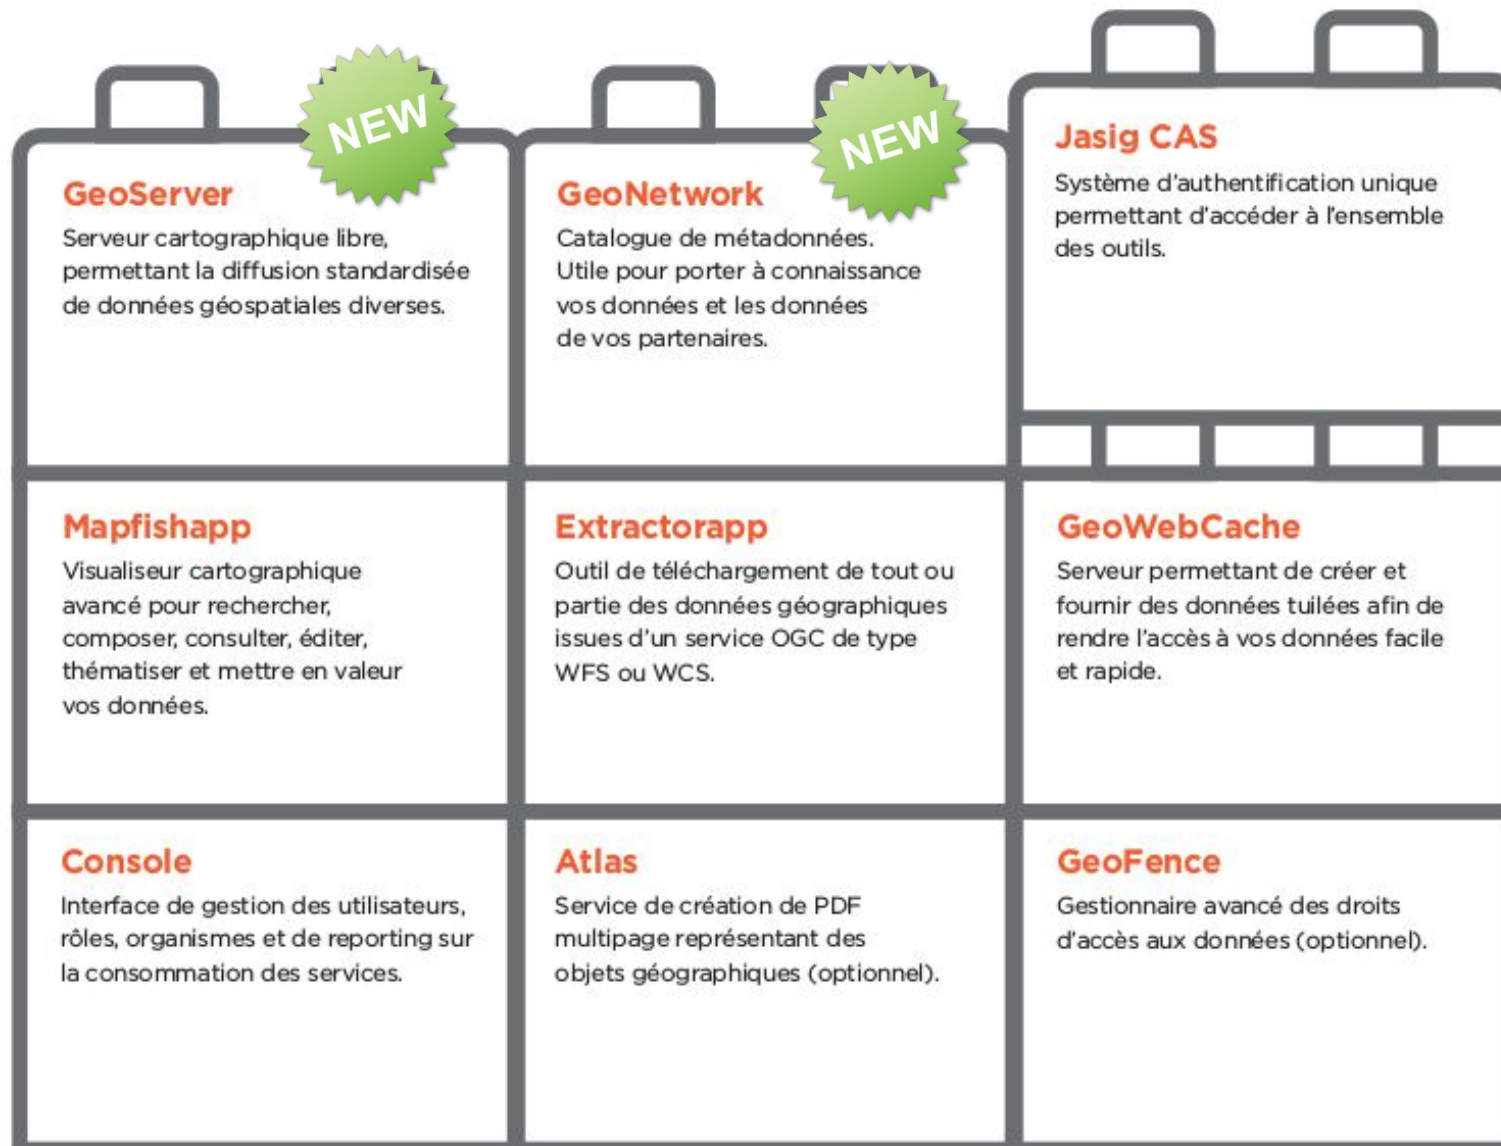 NEW
GeoServer
Serveur cartographique libre,
permettant la diffusion standardisée
de données géospatiales diverses.
NEW
GeoNetwork
Catalogue de métadonnées.
Utile pour porter à connaissance
vos données et les données
de vos partenaires.
Jasig CAS
Système d'authentification unique
permettant d'accéder à l'ensemble
des outils.
Mapfishapp
Visualiseur cartographique
avancé pour rechercher,
composer, consulter, éditer,
thématiser et mettre en valeur
vos données.
Extractorapp
Outil de téléchargement de tout ou
partie des données géographiques
issues d'un service OGC de type
WFS ou WCS.
GeoWebCache
Serveur permettant de créer et
fournir des données tuilées afin de
rendre l'accès à vos données facile
et rapide.
Console
Interface de gestion des utilisateurs,
rôles, organismes et de reporting sur
la consommation des services.
Atlas
Service de création de PDF
multipage représentant des
objets géographiques (optionnel).
GeoFence
Gestionnaire avancé des droits
d'accès aux données (optionnel).